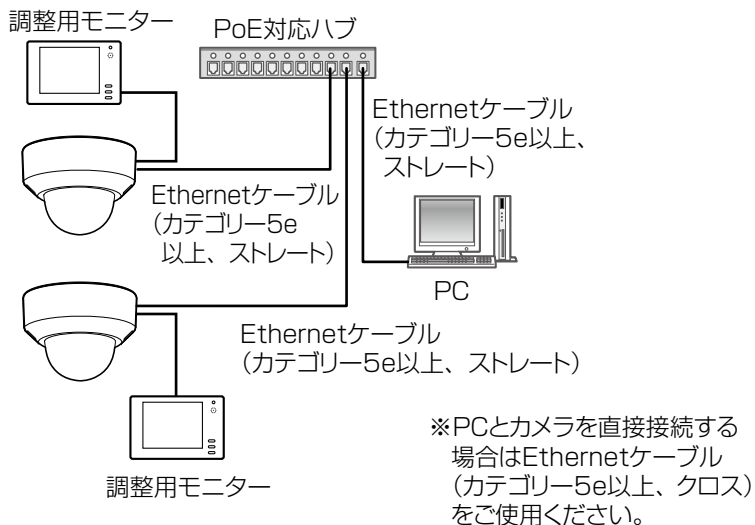 調整用モニター
PoE対応ハブ
Ethernetケーブル
（カテゴリー5e以上、
ストレート）
Ethernetケーブル
（カテゴリー5e
以上、ストレート）
PC
Ethernetケーブル
（カテゴリー5e以上、ストレート）
調整用モニター
※PCとカメラを直接接続する
場合はEthernetケーブル
（カテゴリー5e以上、クロス）
をご使用ください。